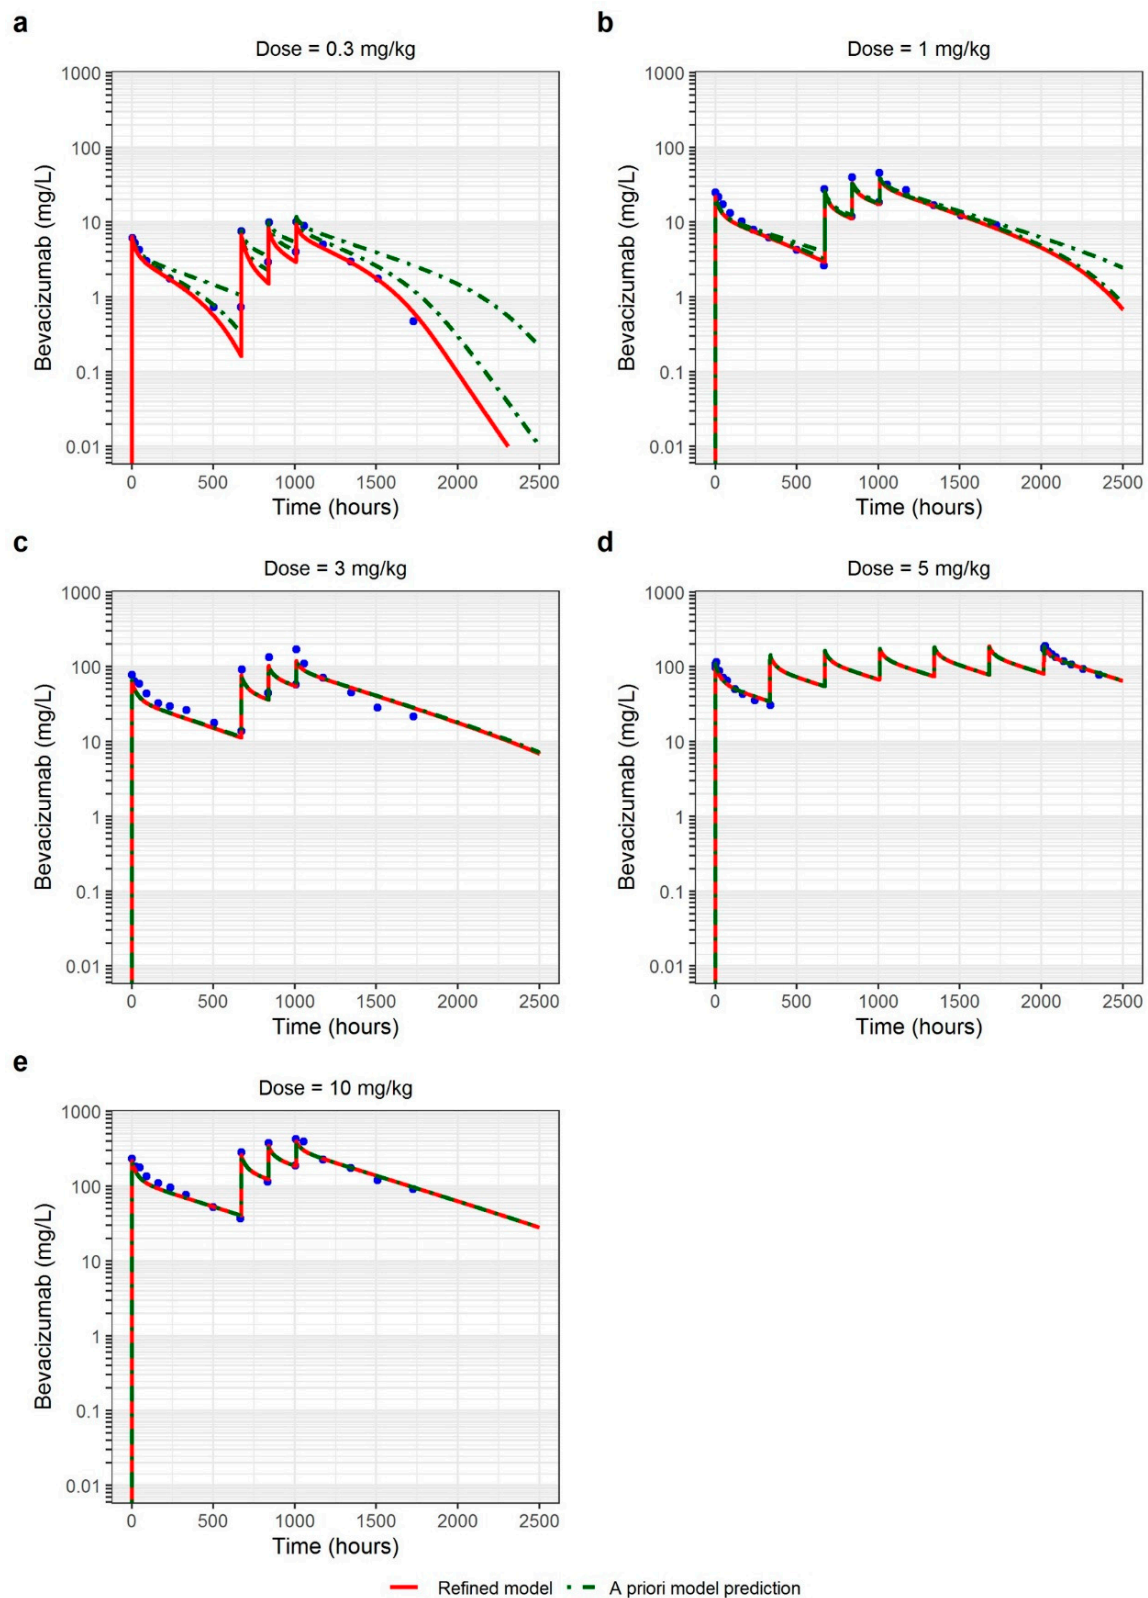 a
Dose = 0.3 mg/kg
Bevacizumab (mg/L)
1000
100
10
1
0.1
0.01
0 500 1000 1500 2000 2500
Time (hours)
b
Dose = 1 mg/kg
Bevacizumab (mg/L)
1000
100
10
1
0.1
0.01
0 500 1000 1500 2000 2500
Time (hours)
c
Dose = 3 mg/kg
Bevacizumab (mg/L)
1000
100
10
1
0.1
0.01
0 500 1000 1500 2000 2500
Time (hours)
d
Dose = 5 mg/kg
Bevacizumab (mg/L)
1000
100
10
1
0.1
0.01
0 500 1000 1500 2000 2500
Time (hours)
e
Dose = 10 mg/kg
Bevacizumab (mg/L)
1000
100
10
1
0.1
0.01
0 500 1000 1500 2000 2500
Time (hours)
Refined model A priori model prediction